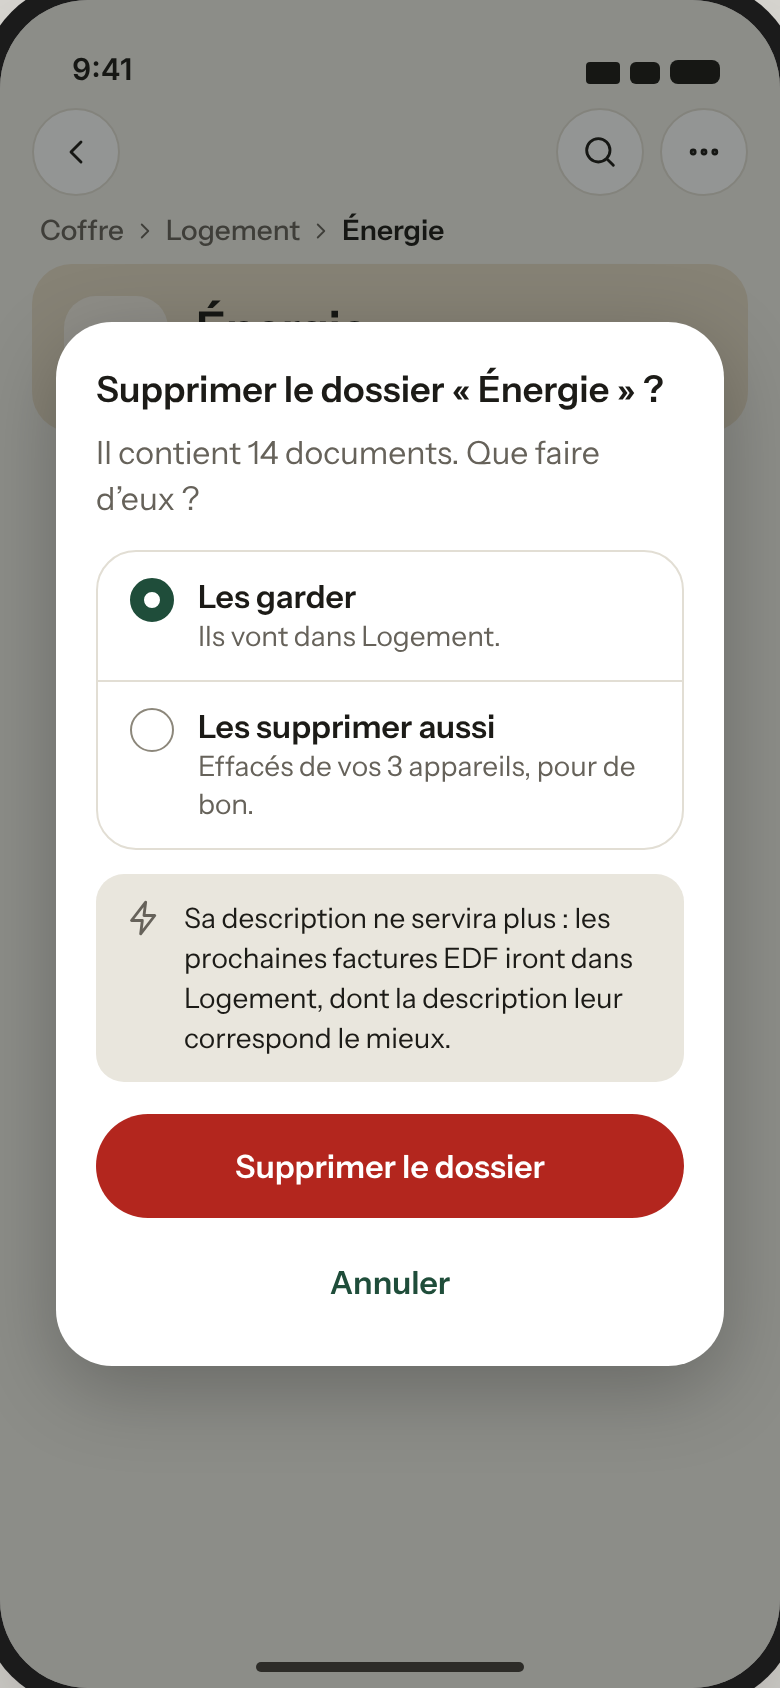 9:41
Coffre > Logement > Énergie
Énergie
Supprimer le dossier « Énergie » ?
Il contient 14 documents. Que faire
d’eux ?
Les garder
Ils vont dans Logement.
Les supprimer aussi
Effacés de vos 3 appareils, pour de
bon.
Sa description ne servira plus : les
prochaines factures EDF iront dans
Logement, dont la description leur
correspond le mieux.
Supprimer le dossier
Annuler